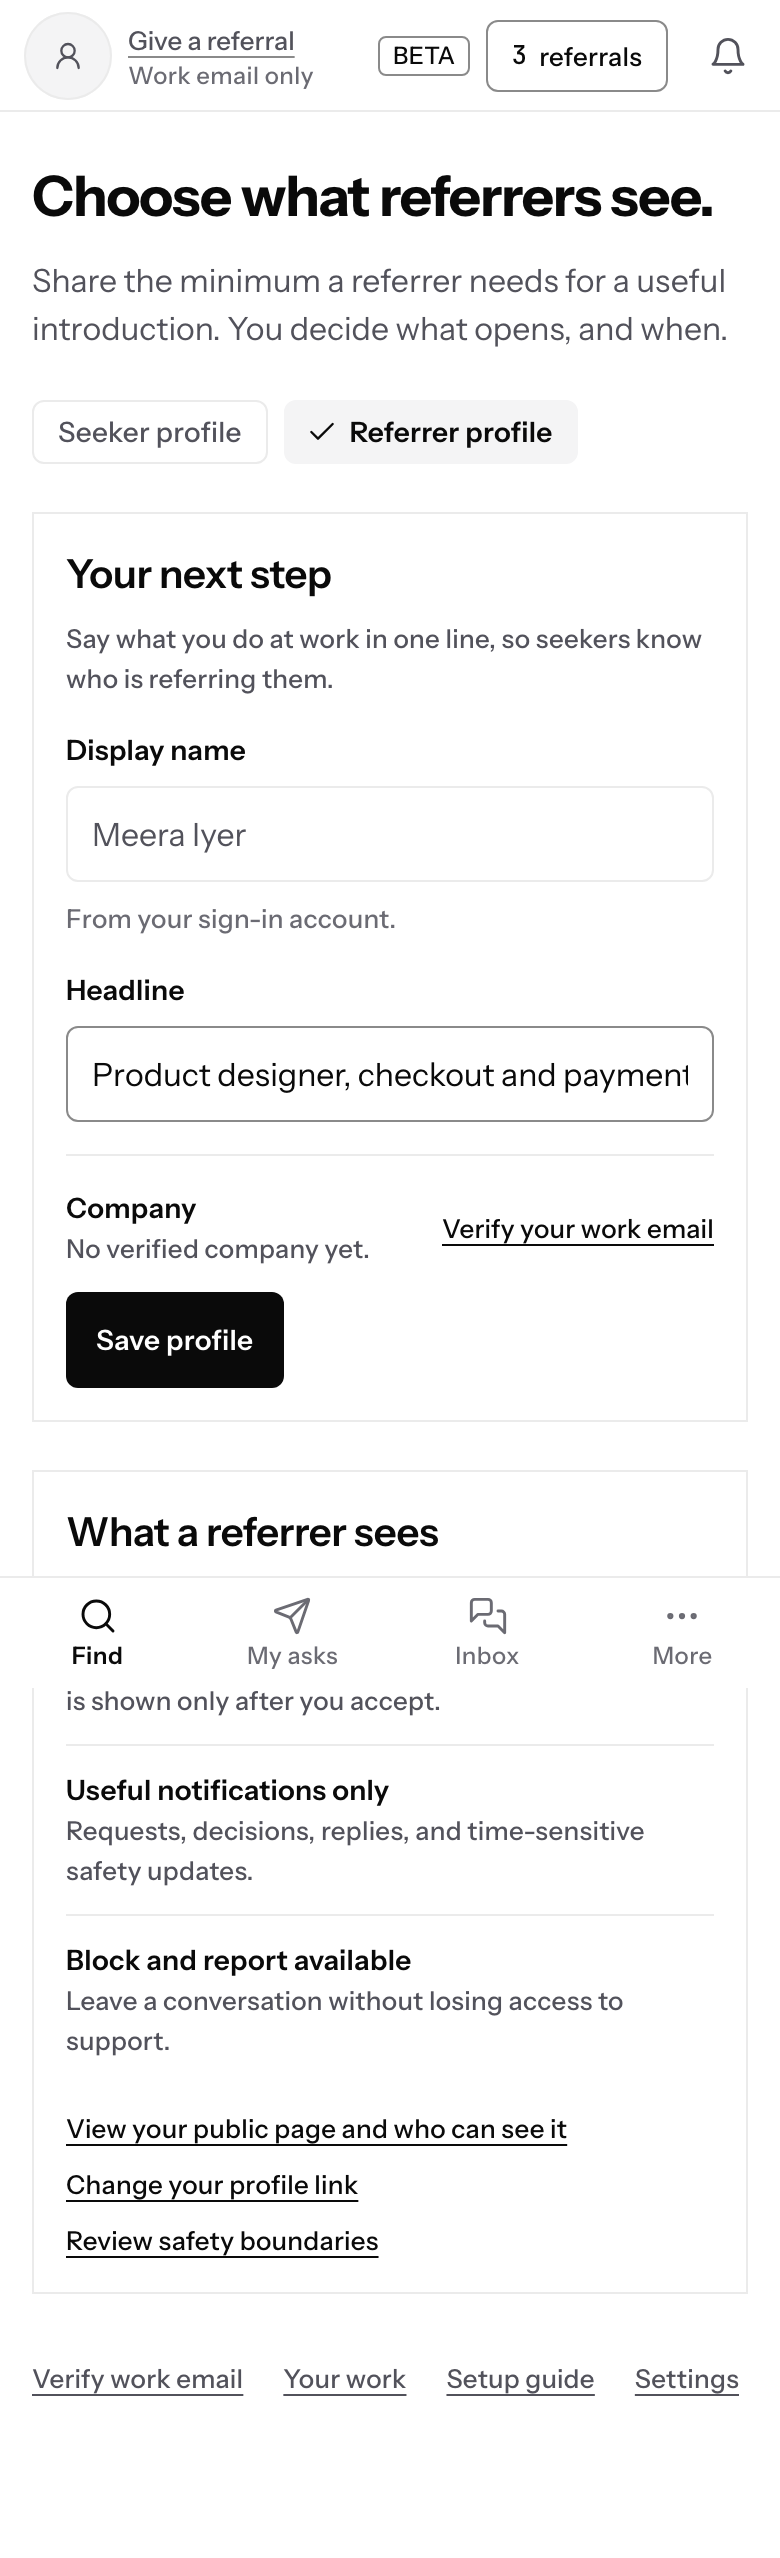 Give a referral
Work email only
BETA
3 referrals
Choose what referrers see.
Share the minimum a referrer needs for a useful
introduction. You decide what opens, and when.
Seeker profile
Referrer profile
Your next step
Say what you do at work in one line, so seekers know
who is referring them.
Display name
Meera Iyer
From your sign-in account.
Headline
Product designer, checkout and payment
Company
No verified company yet.
Verify your work email
Save profile
What a referrer sees
Find
My asks
Inbox
More
is shown only after you accept.
Useful notifications only
Requests, decisions, replies, and time-sensitive
safety updates.
Block and report available
Leave a conversation without losing access to
support.
View your public page and who can see it
Change your profile link
Review safety boundaries
Verify work email
Your work
Setup guide
Settings